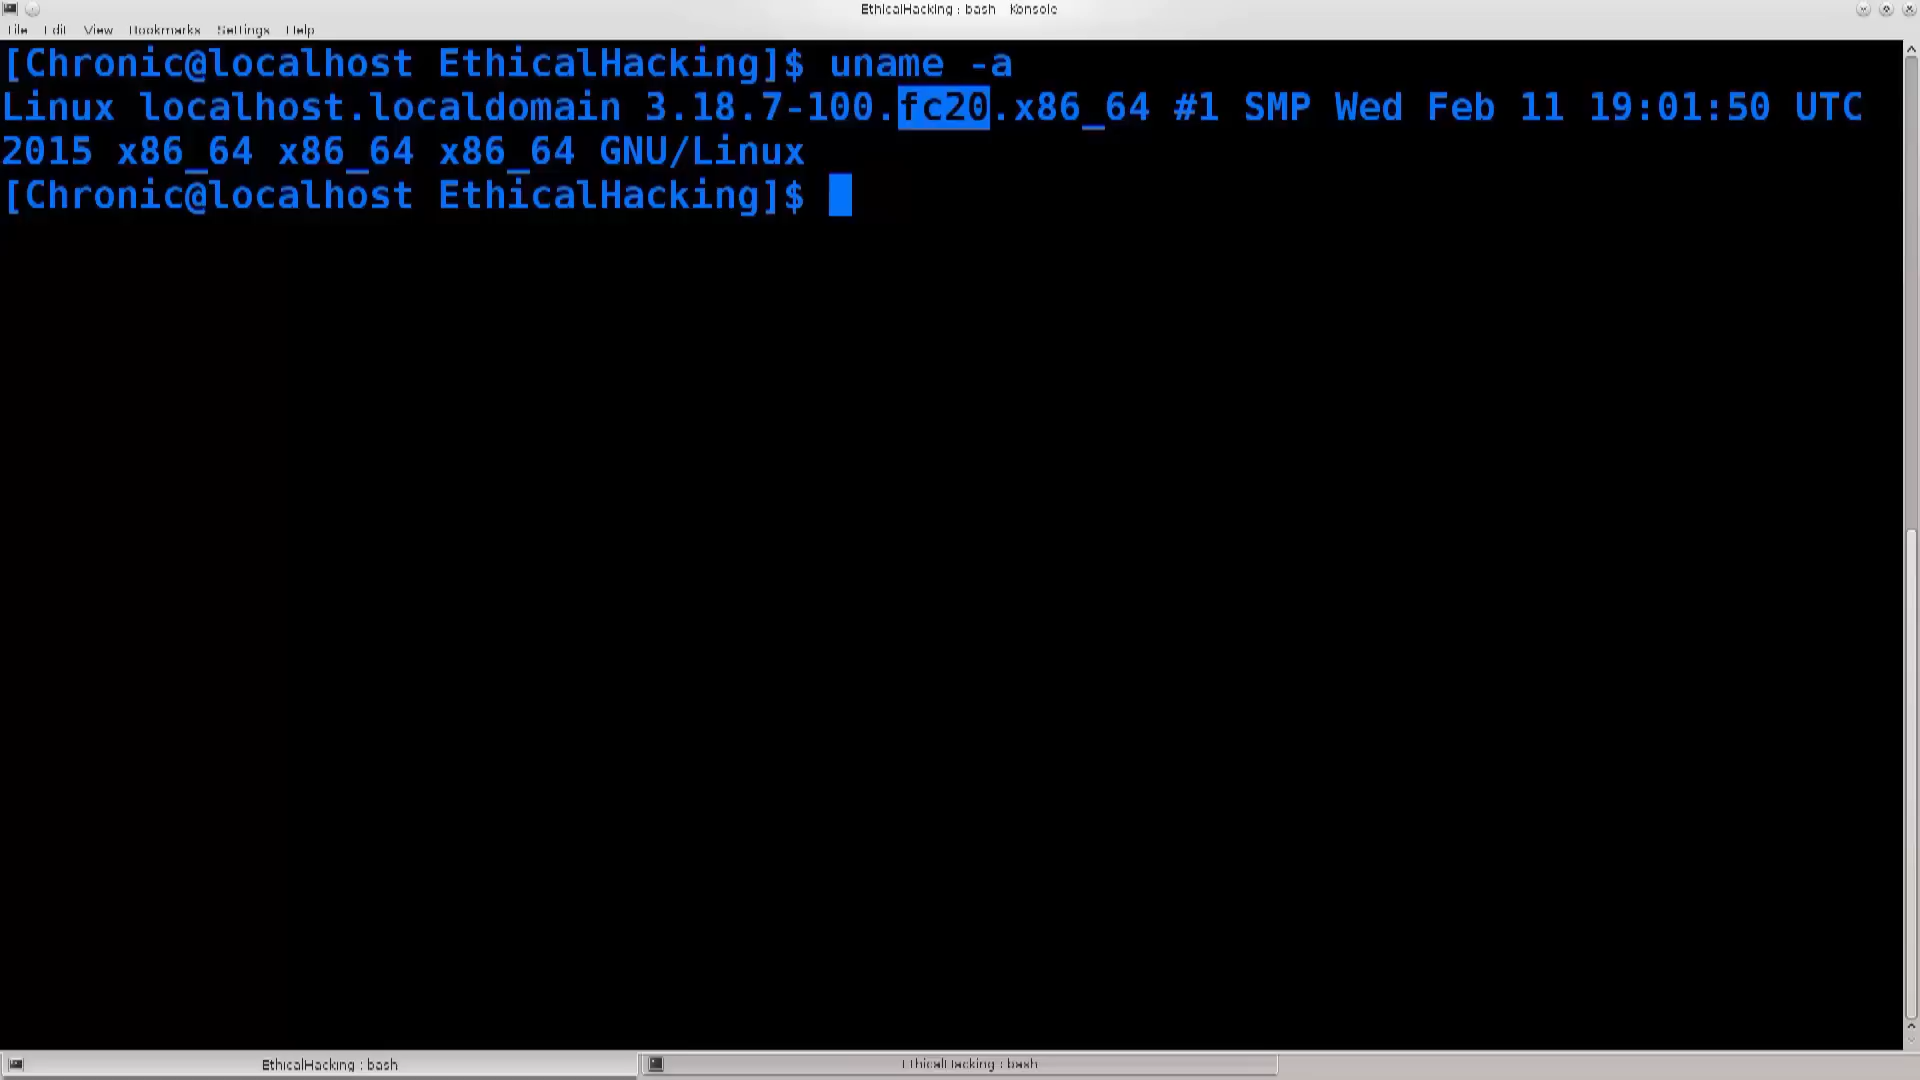 EthicalHacking : bash Konsole
File Edit View Bookmarks Settings Help
[Chronic@localhost EthicalHacking]$ uname -a
Linux localhost.localdomain 3.18.7-100.fc20.x86_64 #1 SMP Wed Feb 11 19:01:50 UTC
2015 x86_64 x86_64 x86_64 GNU/Linux
[Chronic@localhost EthicalHacking]$
EthicalHacking : bash
EthicalHacking : bash